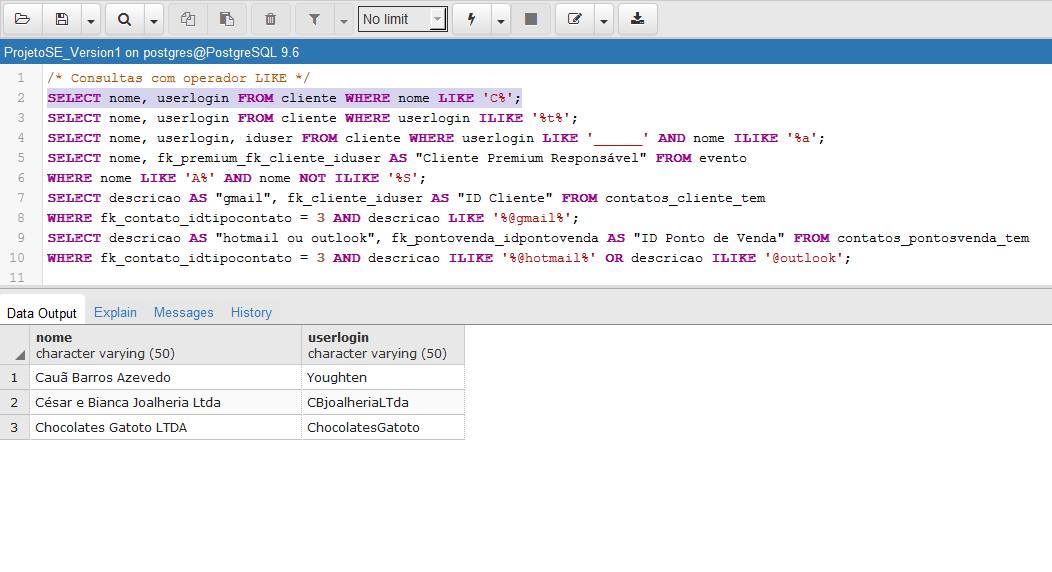 No limit
ProjetoSE_Version1 on postgres@PostgreSQL 9.6
1 /* Consultas com operador LIKE */
2 SELECT nome, userlogin FROM cliente WHERE nome LIKE 'C%';
3 SELECT nome, userlogin FROM cliente WHERE userlogin ILIKE '%t%';
4 SELECT nome, userlogin, iduser FROM cliente WHERE userlogin LIKE '______' AND nome ILIKE '%a';
5 SELECT nome, fk_premium_fk_cliente_iduser AS "Cliente Premium Responsável" FROM evento
6 WHERE nome LIKE 'A%' AND nome NOT ILIKE '%S';
7 SELECT descricao AS "gmail", fk_cliente_iduser AS "ID Cliente" FROM contatos_cliente_tem
8 WHERE fk_contato_idtipocontato = 3 AND descricao LIKE '%@gmail%';
9 SELECT descricao AS "hotmail ou outlook", fk_pontovenda_idpontovenda AS "ID Ponto de Venda" FROM contatos_pontosvenda_tem
10 WHERE fk_contato_idtipocontato = 3 AND descricao ILIKE '%@hotmail%' OR descricao ILIKE '@outlook';
11
Data Output Explain Messages History
nome userlogin
character varying (50) character varying (50)
1 Cauã Barros Azevedo Youghten
2 César e Bianca Joalheria Ltda CBjoalheriaLTda
3 Chocolates Gatoto LTDA ChocolatesGatoto